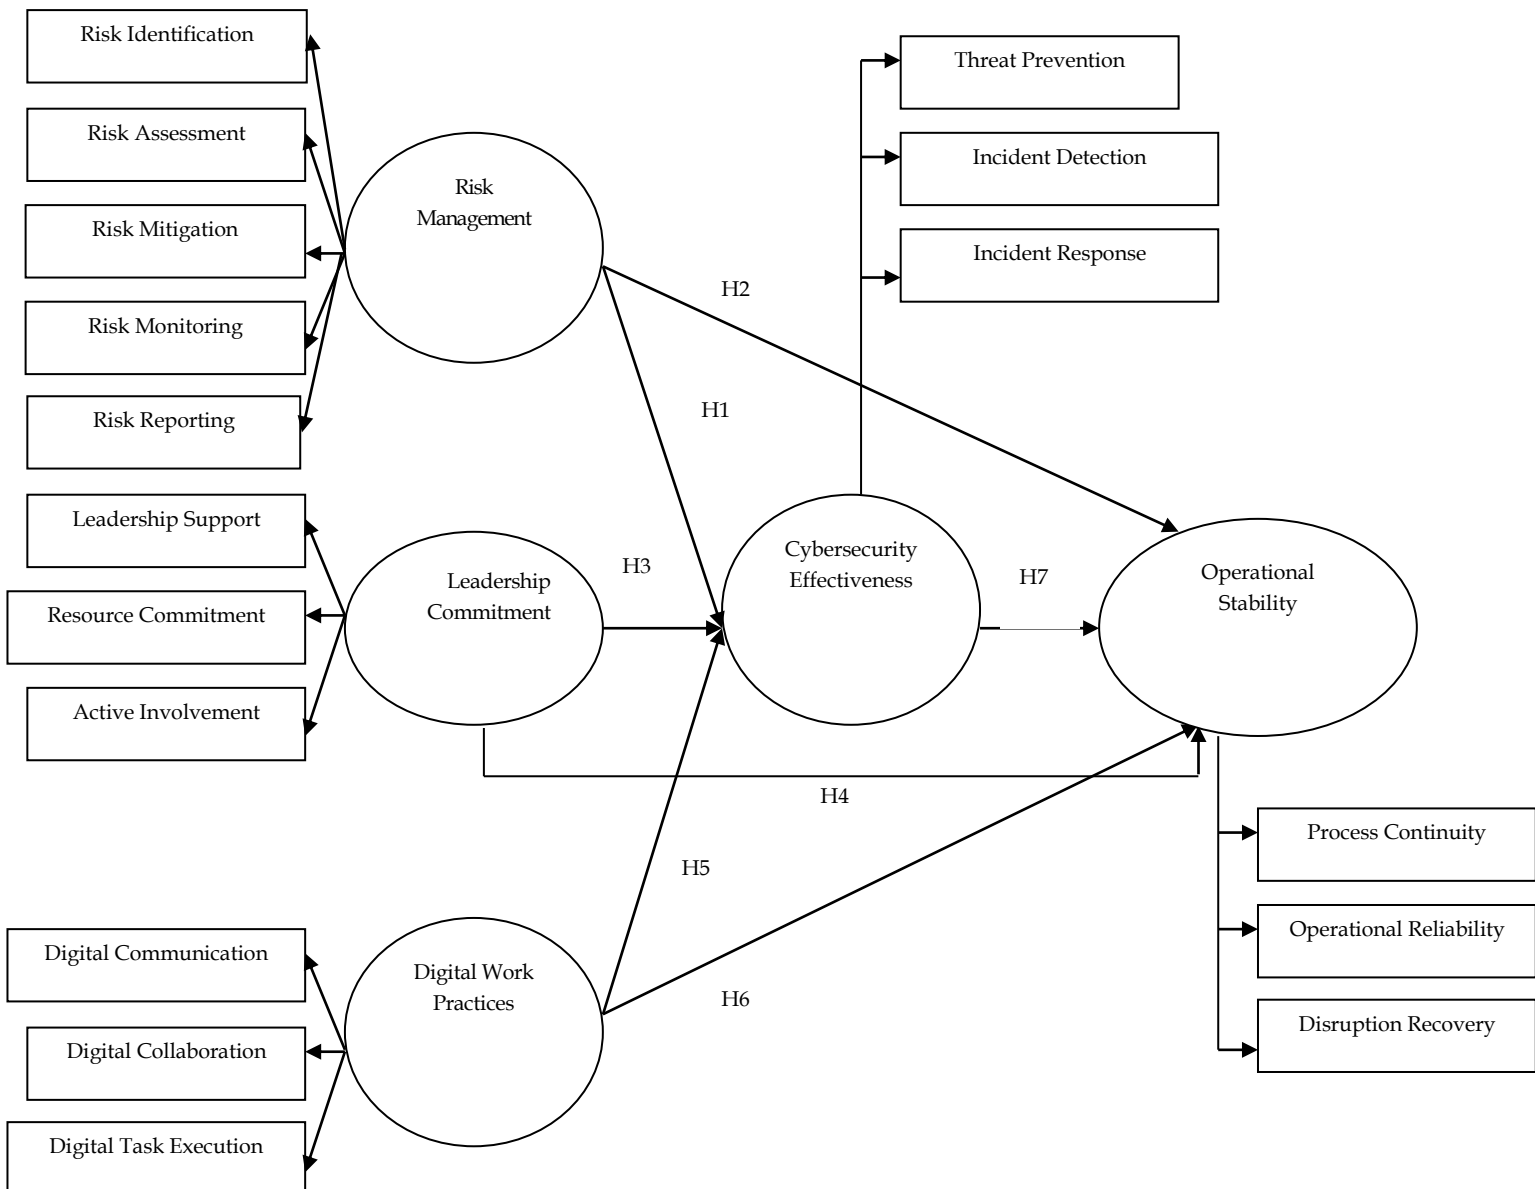 Risk Identification
Risk Assessment
Risk Mitigation
Risk Monitoring
Risk Reporting
Leadership Support
Resource Commitment
Active Involvement
Digital Communication
Digital Collaboration
Digital Task Execution
Risk
Management
Leadership
Commitment
Digital Work
Practices
H2
H1
H3
H4
H5
H6
Threat Prevention
Incident Detection
Incident Response
Cybersecurity
Effectiveness
H7
Operational
Stability
Process Continuity
Operational Reliability
Disruption Recovery